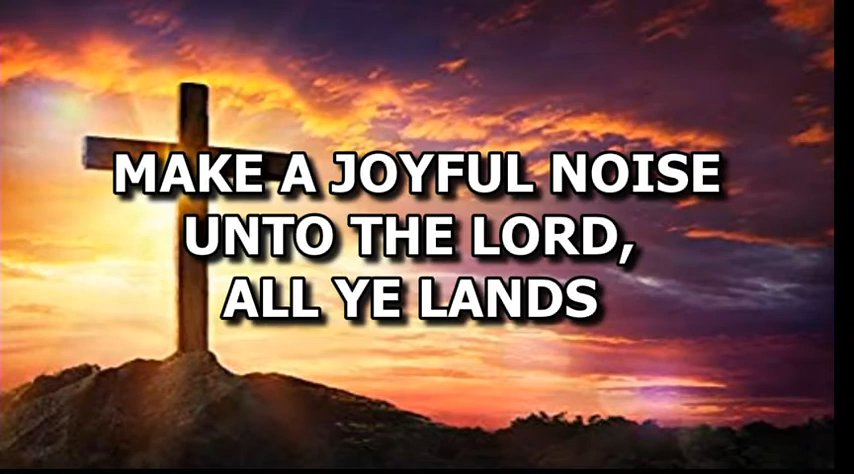 MAKE A JOYFUL NOISE
UNTO THE LORD,
ALL YE LANDS